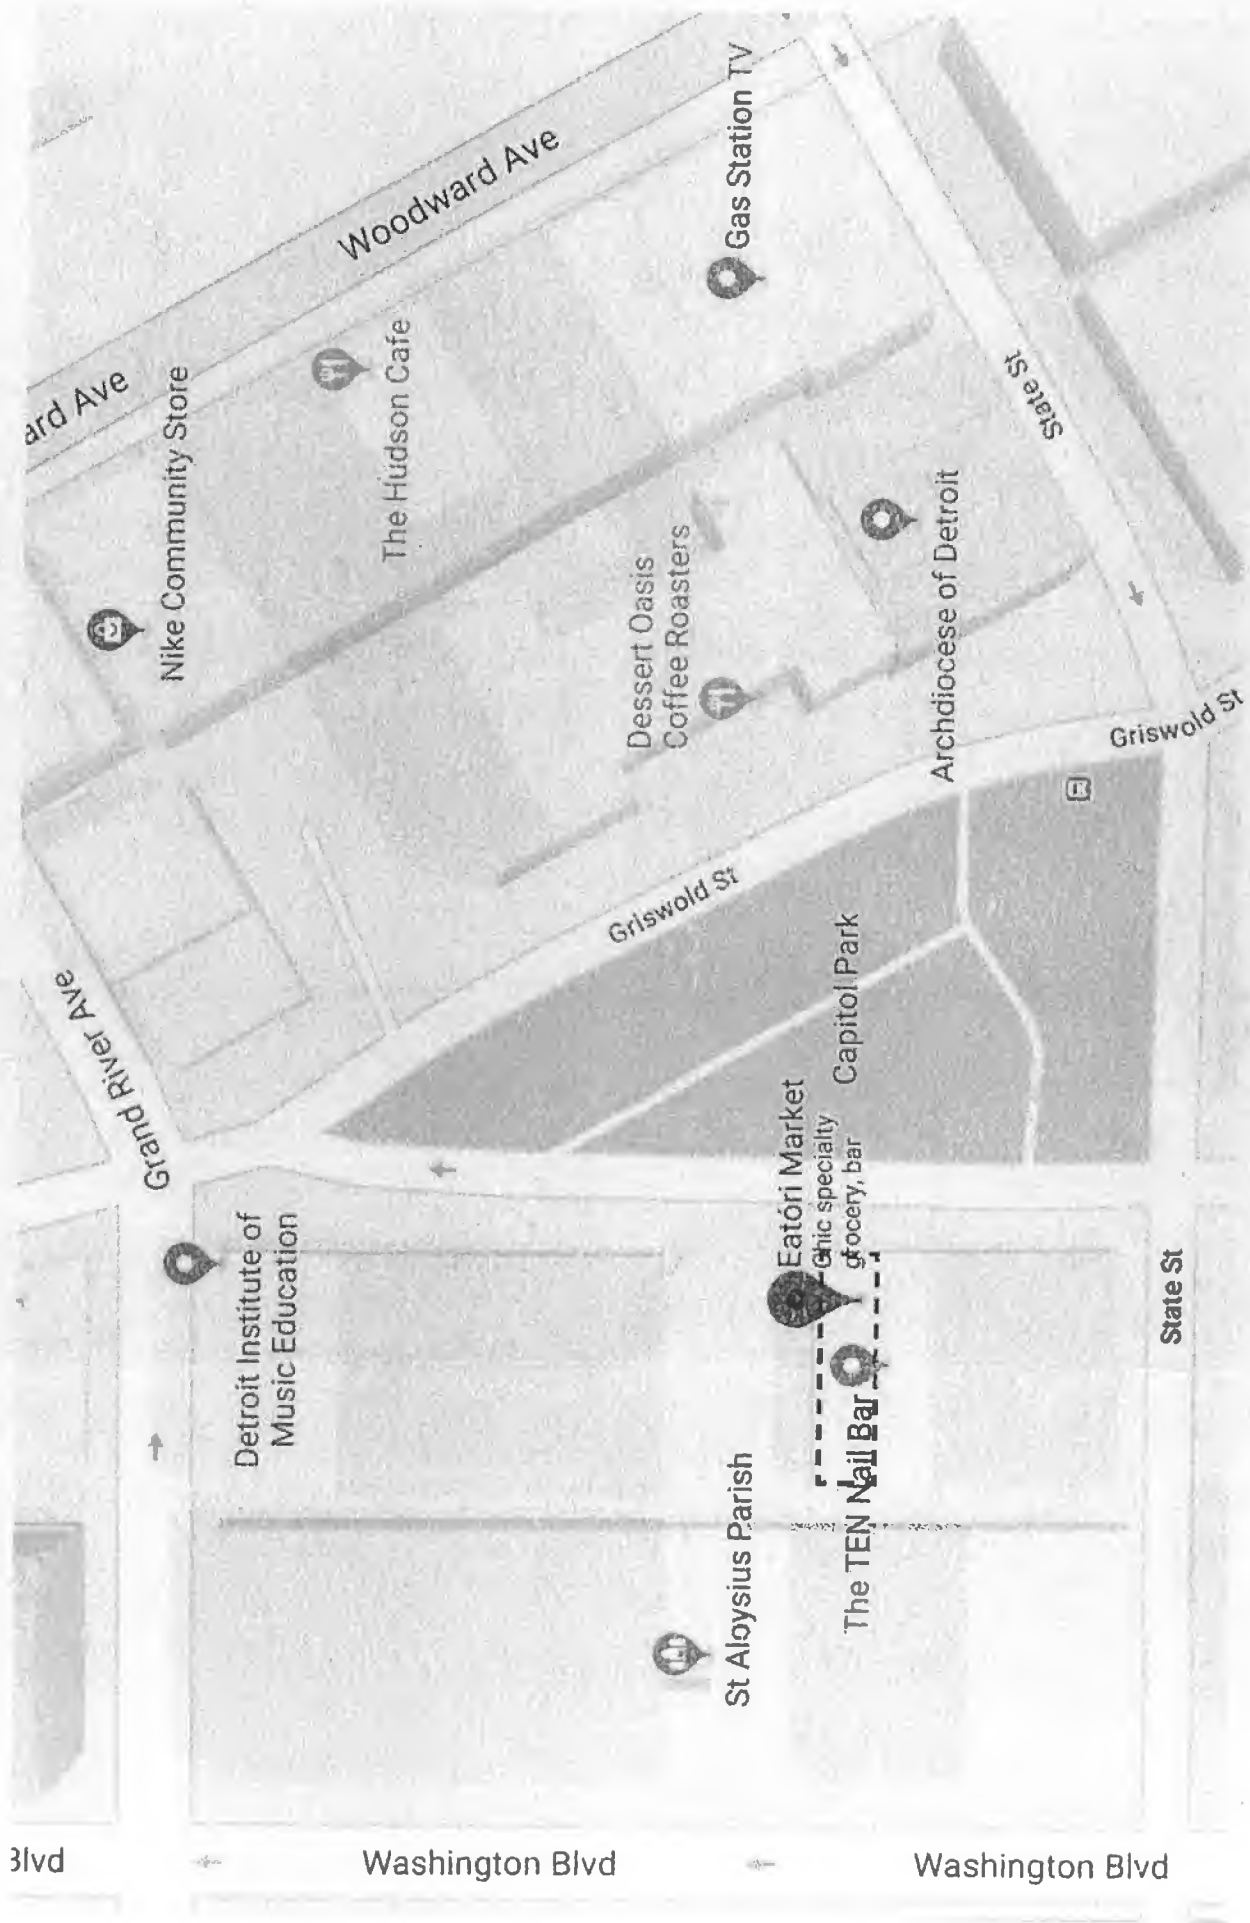 Woodward Ave
ard Ave
Gas Station TV
Nike Community Store
The Hudson Cafe
State St
Dessert Oasis
Coffee Roasters
Archdiocese of Detroit
Griswold St
Griswold St
Grand River Ave
Capitol Park
Eatori Market
Chic specialty
grocery, bar
Detroit Institute of
Music Education
State St
The TEN Nail Bar
St Aloysius Parish
Blvd
Washington Blvd
Washington Blvd